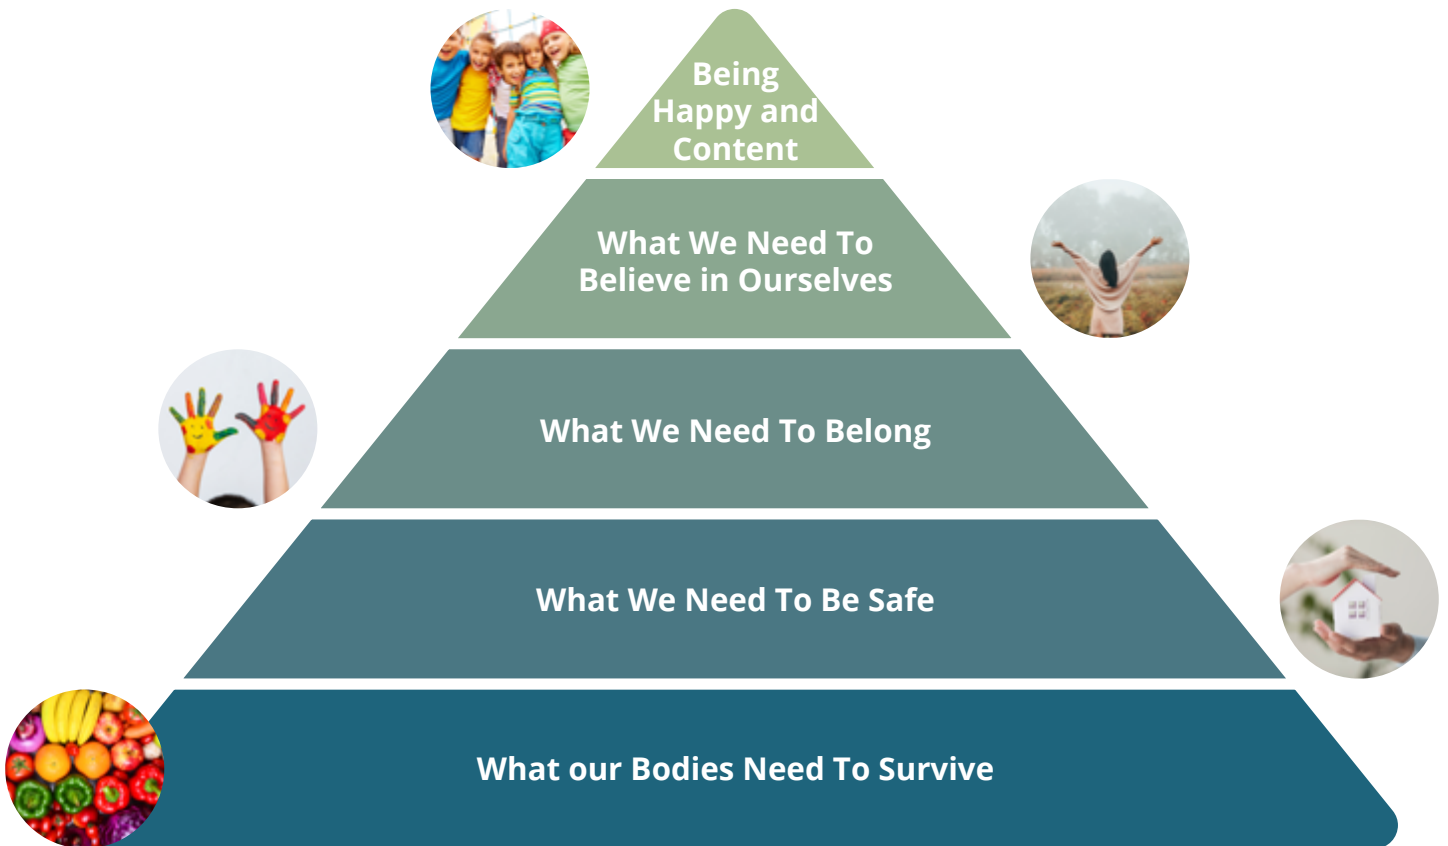 Being
Happy and
Content
What We Need To
Believe in Ourselves
What We Need To Belong
What We Need To Be Safe
What our Bodies Need To Survive